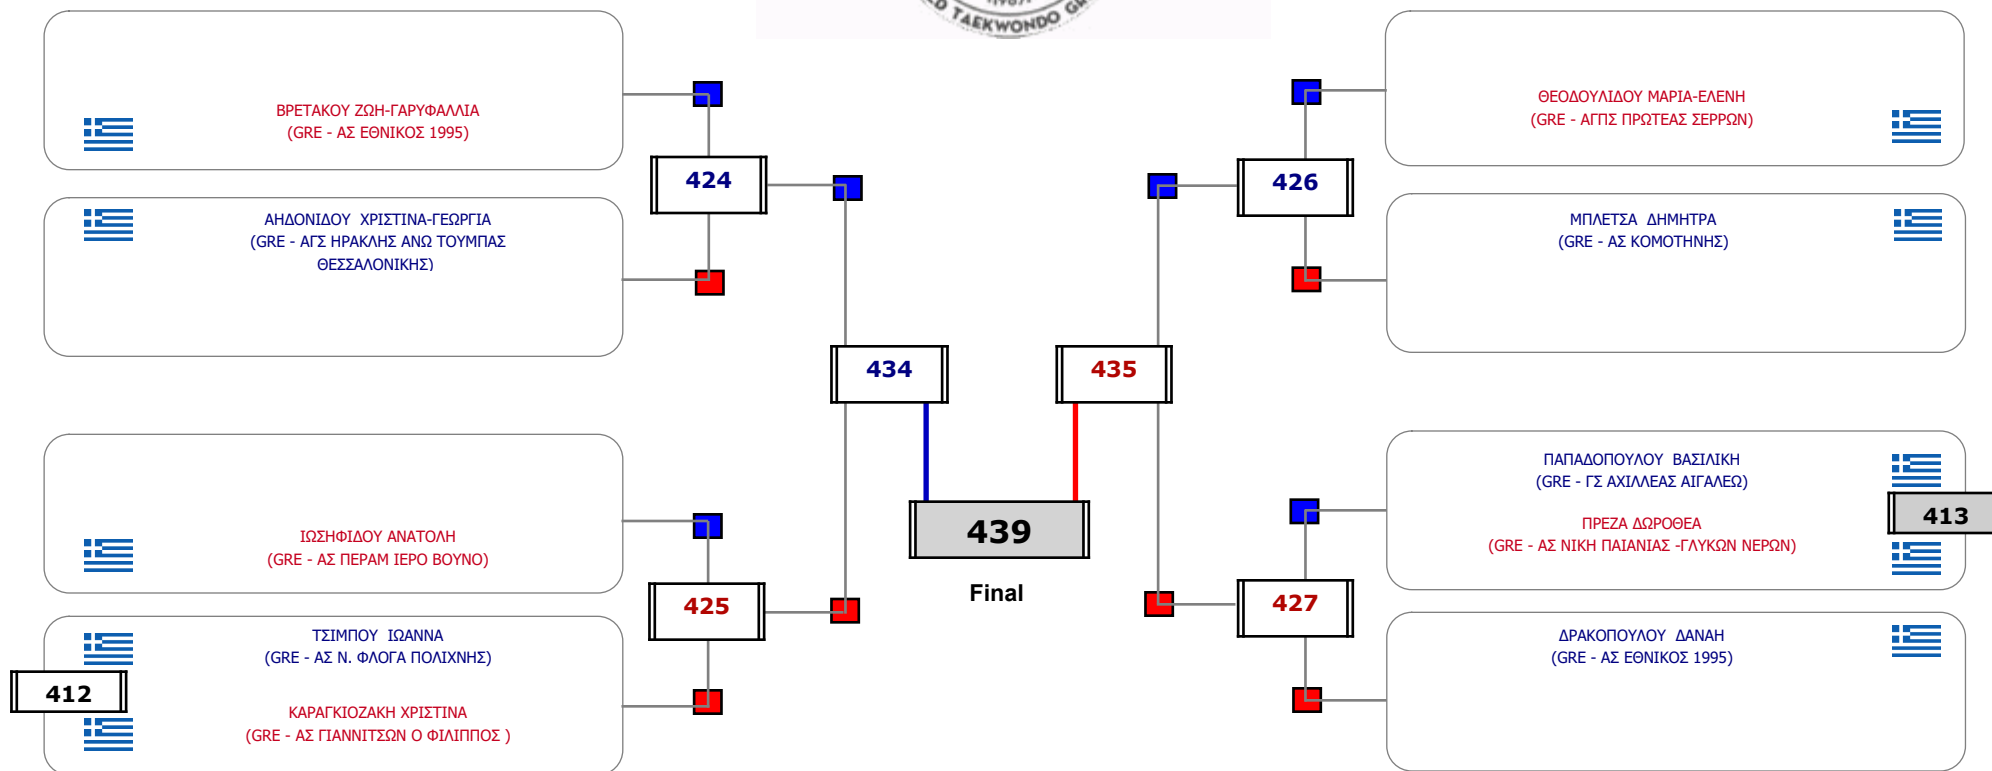 TAEKWONDO
ΒΡΕΤΑΚΟΥ ΖΩΗ-ΓΑΡΥΦΑΛΛΙΑ
(GRE - ΑΣ ΕΘΝΙΚΟΣ 1995)
424
ΑΗΔΟΝΙΔΟΥ ΧΡΙΣΤΙΝΑ-ΓΕΩΡΓΙΑ
(GRE - ΑΓΣ ΗΡΑΚΛΗΣ ΑΝΩ ΤΟΥΜΠΑΣ
ΘΕΣΣΑΛΟΝΙΚΗΣ)
434
ΙΩΣΗΦΙΔΟΥ ΑΝΑΤΟΛΗ
(GRE - ΑΣ ΠΕΡΑΜ ΙΕΡΟ ΒΟΥΝΟ)
425
ΤΣΙΜΠΟΥ ΙΩΑΝΝΑ
(GRE - ΑΣ Ν. ΦΛΟΓΑ ΠΟΛΙΧΝΗΣ)
412
ΚΑΡΑΓΚΙΟΖΑΚΗ ΧΡΙΣΤΙΝΑ
(GRE - ΑΣ ΓΙΑΝΝΙΤΣΩΝ Ο ΦΙΛΙΠΠΟΣ )
439
Final
ΘΕΟΔΟΥΛΙΔΟΥ ΜΑΡΙΑ-ΕΛΕΝΗ
(GRE - ΑΓΠΣ ΠΡΩΤΕΑΣ ΣΕΡΡΩΝ)
426
ΜΠΛΕΤΣΑ ΔΗΜΗΤΡΑ
(GRE - ΑΣ ΚΟΜΟΤΗΝΗΣ)
435
ΠΑΠΑΔΟΠΟΥΛΟΥ ΒΑΣΙΛΙΚΗ
(GRE - ΓΣ ΑΧΙΛΛΕΑΣ ΑΙΓΑΛΕΩ)
413
ΠΡΕΖΑ ΔΩΡΟΘΕΑ
(GRE - ΑΣ ΝΙΚΗ ΠΑΙΑΝΙΑΣ -ΓΛΥΚΩΝ ΝΕΡΩΝ)
427
ΔΡΑΚΟΠΟΥΛΟΥ ΔΑΝΑΗ
(GRE - ΑΣ ΕΘΝΙΚΟΣ 1995)